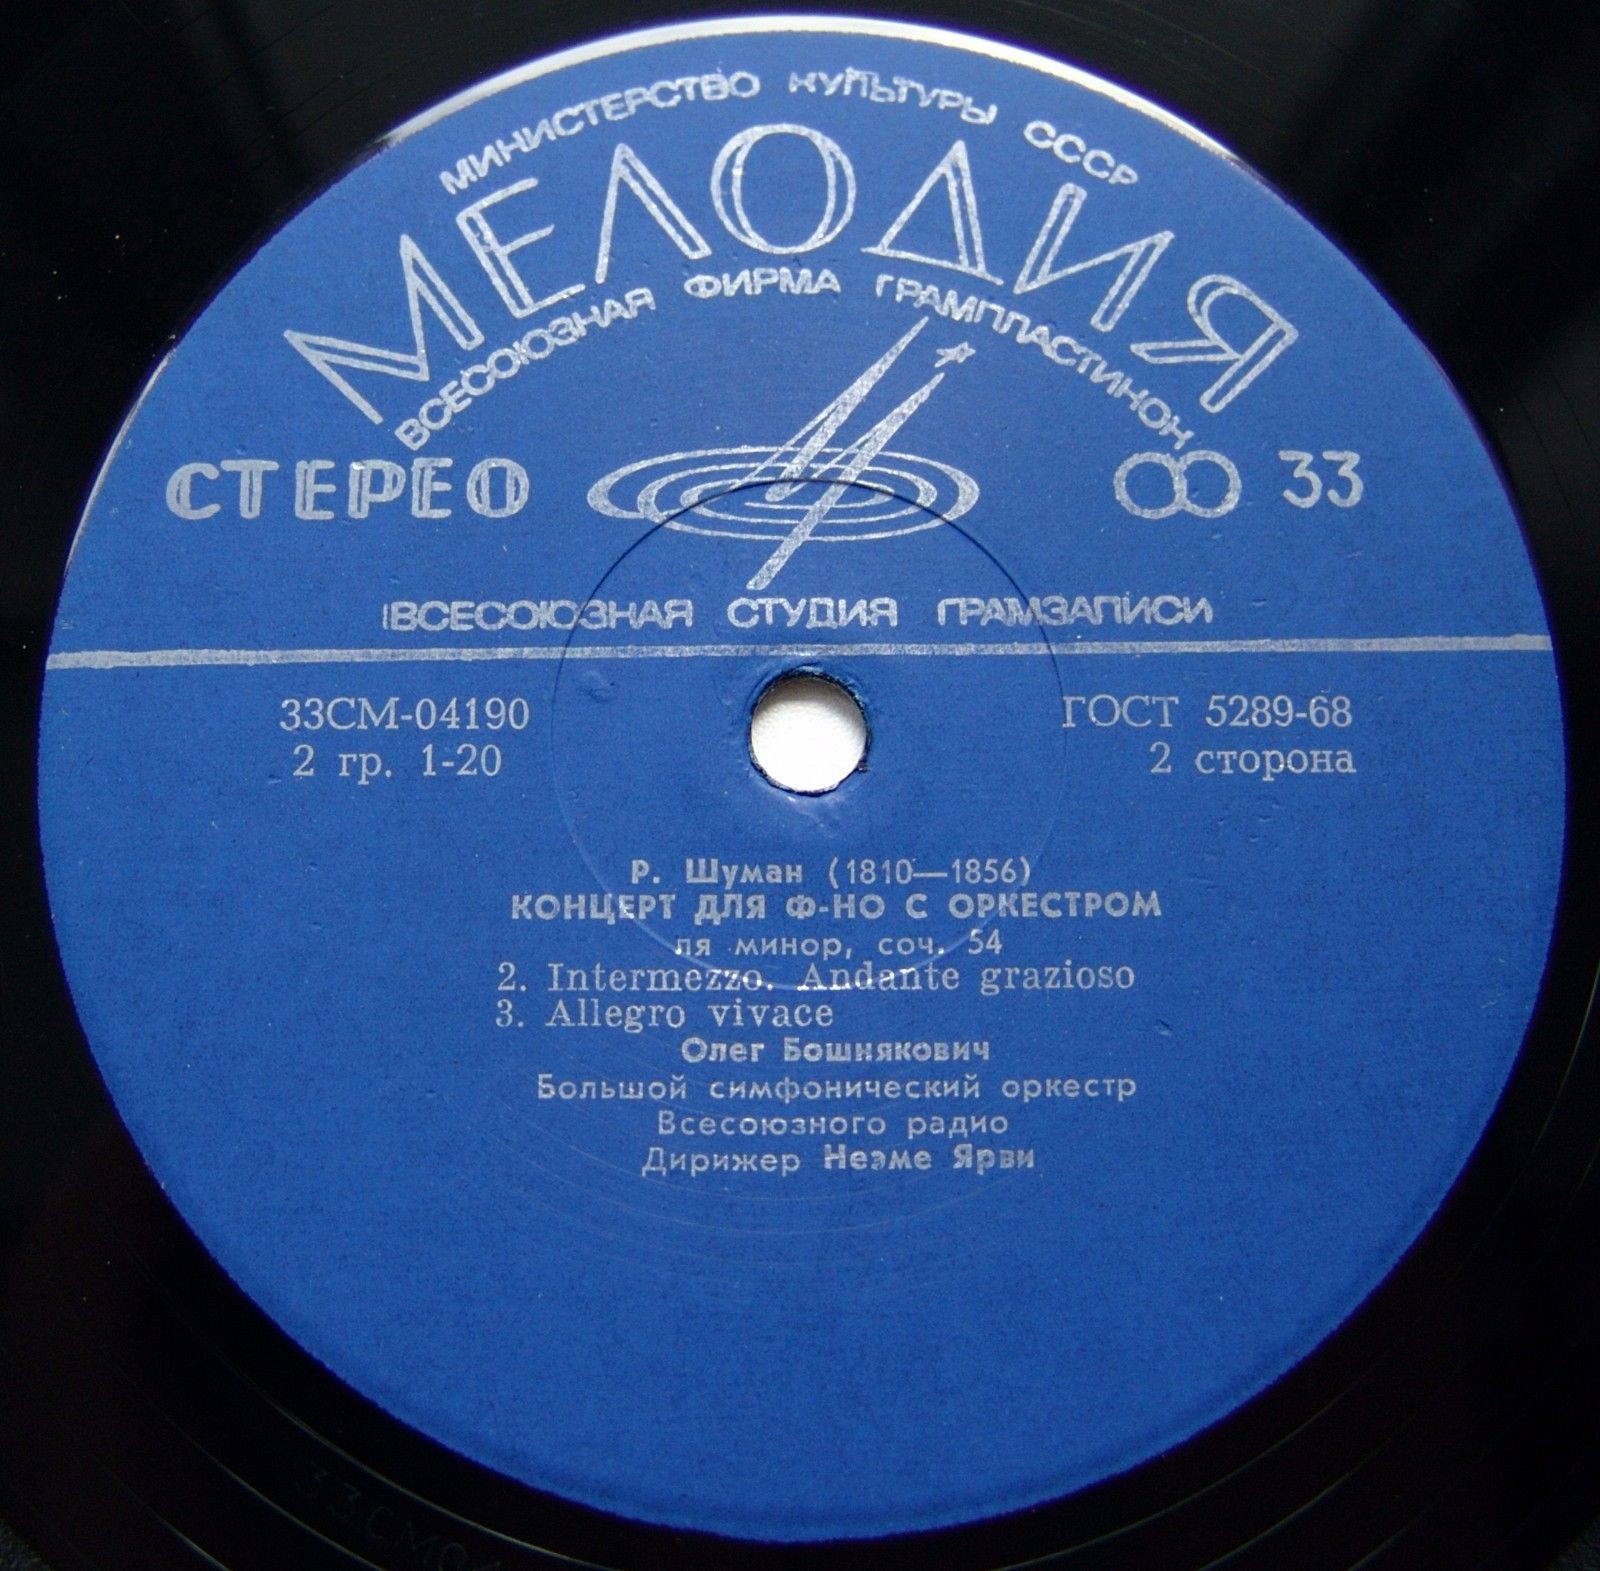 МИНИСТЕРСТВО КУЛЬТУРЫ СССР
МЕЛОДИЯ
ВСЕСОЮЗНАЯ ФИРМА ГРАМПЛАСТИНОК
СТЕРЕО 33
ВСЕСОЮЗНАЯ СТУДИЯ ГРАМЗАПИСИ
33СМ-04190 ГОСТ 5289-68
2 гр. 1-20 2 сторона
Р. Шуман (1810—1856)
КОНЦЕРТ ДЛЯ Ф-НО С ОРКЕСТРОМ
ля минор, соч. 54
2. Intermezzo. Andante grazioso
3. Allegro vivace
Олег Бошнякович
Большой симфонический оркестр
Всесоюзного радио
Дирижер Неэме Ярви